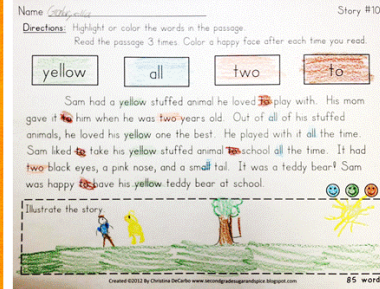 Name Story #10
Directions: Highlight or color the words in the passage.
Read the passage 3 times. Color a happy face after each time you read.
yellow all two to
Sam had a yellow stuffed animal he loved to play with. His mom
gave it to him when he was two years old. Out of all of his stuffed
animals, he loved his yellow one the best. He played with it all the time.
Sam liked to take his yellow stuffed animal to school all the time. It had
two black eyes, a pink nose, and a small tail. It was a teddy bear! Sam
was happy to have his yellow teddy bear at school.
Illustrate the story
Created ©2012 By Christina DeCarbo www.secondgradesugarandspice.blogspot.com
85 word